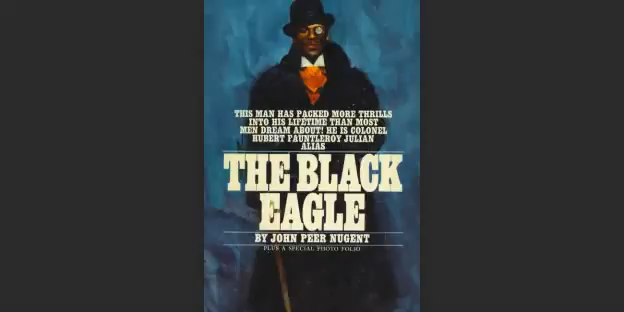 THIS MAN HAS PACKED MORE THRILLS
INTO HIS LIFETIME THAN MOST
MEN DREAM ABOUT! HE IS COLONEL
HUBERT FAUNTLEROY JULIAN
ALIAS
THE BLACK
EAGLE
BY JOHN PEER NUGENT
PLUS A SPECIAL PHOTO FOLIO